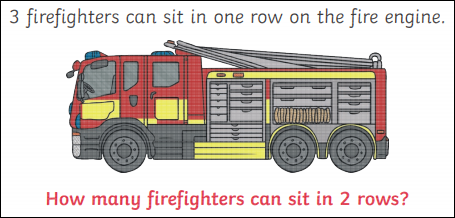 3 firefighters can sit in one row on the fire engine.
How many firefighters can sit in 2 rows?